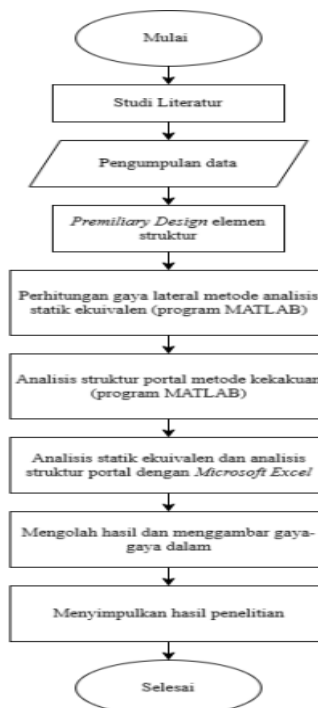 Mulai
Studi Literatur
Pengumpulan data
Premiliary Design elemen
struktur
Perhitungan gaya lateral metode analisis
statik ekuivalen (program MATLAB)
Analisis struktur portal metode kekakuan
(program MATLAB)
Analisis statik ekuivalen dan analisis
struktur portal dengan Microsoft Excel
Mengolah hasil dan menggambar gaya-
gaya dalam
Menyimpulkan hasil penelitian
Selesai